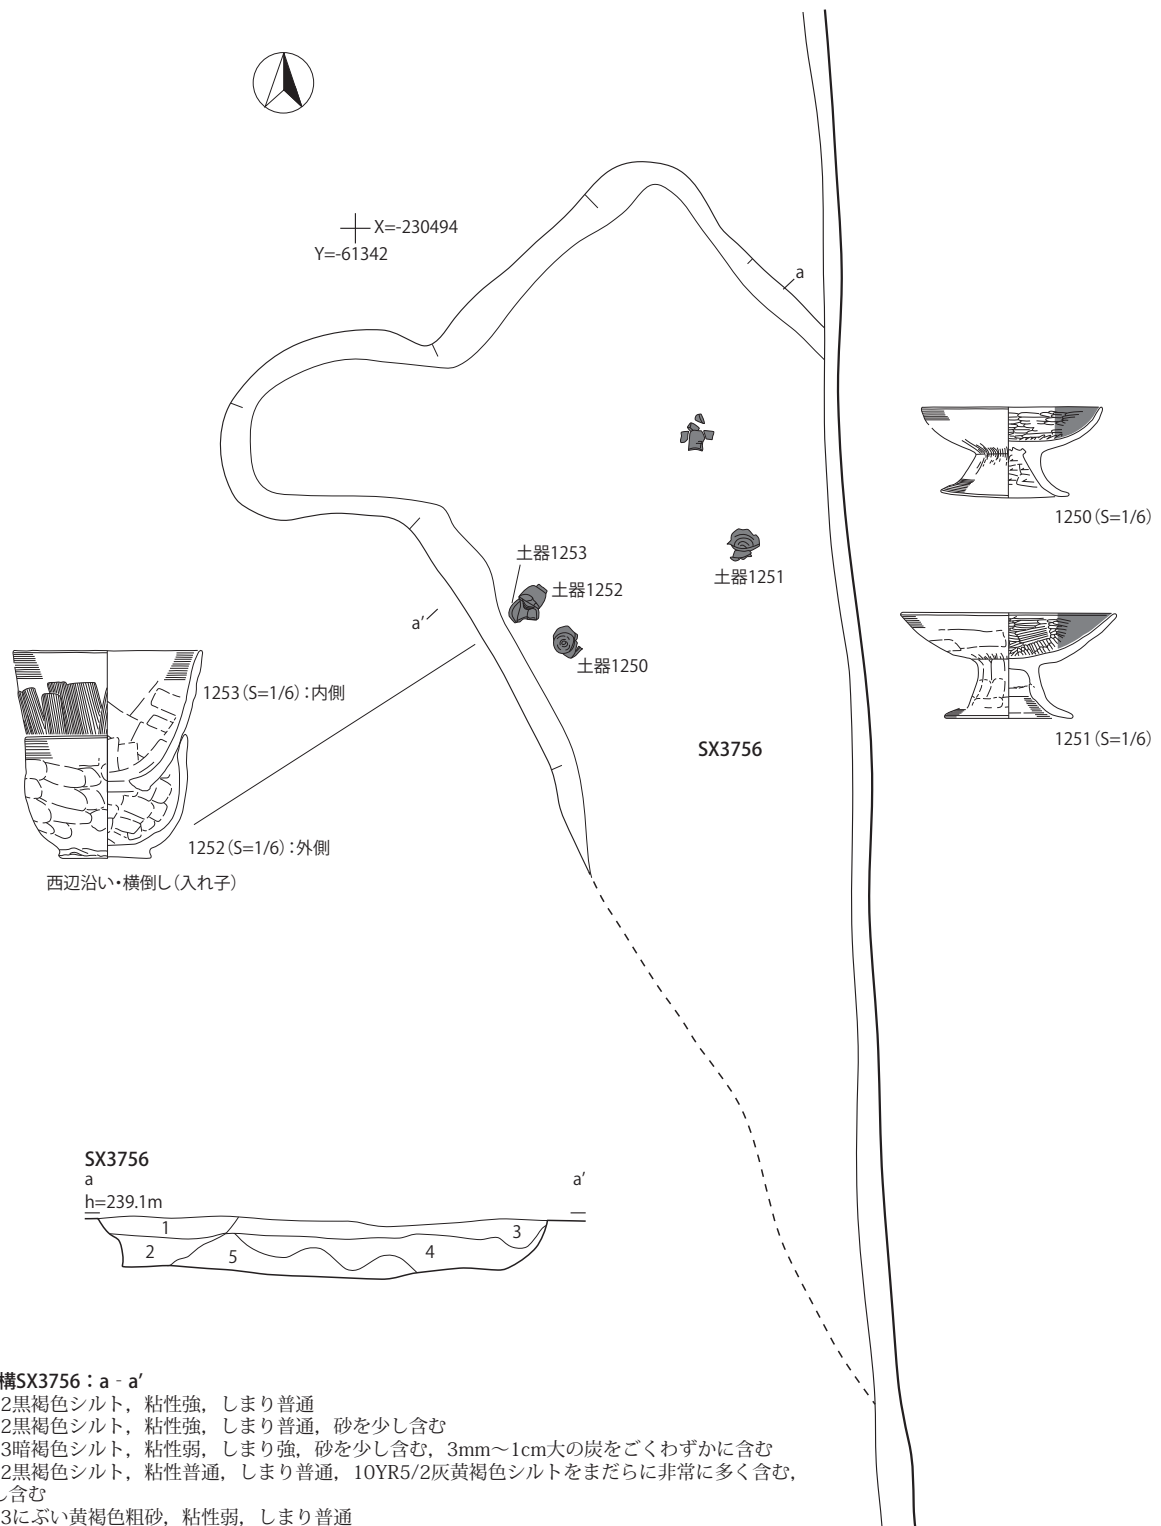 X=-230494
Y=-61342
a
1250(S=1/6)
土器1253
土器1252
土器1251
a′
土器1250
1253(S=1/6):内側
1251(S=1/6)
SX3756
1252(S=1/6):外側
西辺沿い・横倒し(入れ子)
SX3756
a a′
h=239.1m
1
3
2
5
4
構SX3756:a‐a′
2黒褐色シルト,粘性強,しまり普通
2黒褐色シルト,粘性強,しまり普通,砂を少し含む
3暗褐色シルト,粘性弱,しまり強,砂を少し含む,3mm~1cm大の炭をごくわずかに含む
2黒褐色シルト,粘性普通,しまり普通,10YR5/2灰黄褐色シルトをまだらに非常に多く含む,
し含む
3にぶい黄褐色粗砂,粘性弱,しまり普通